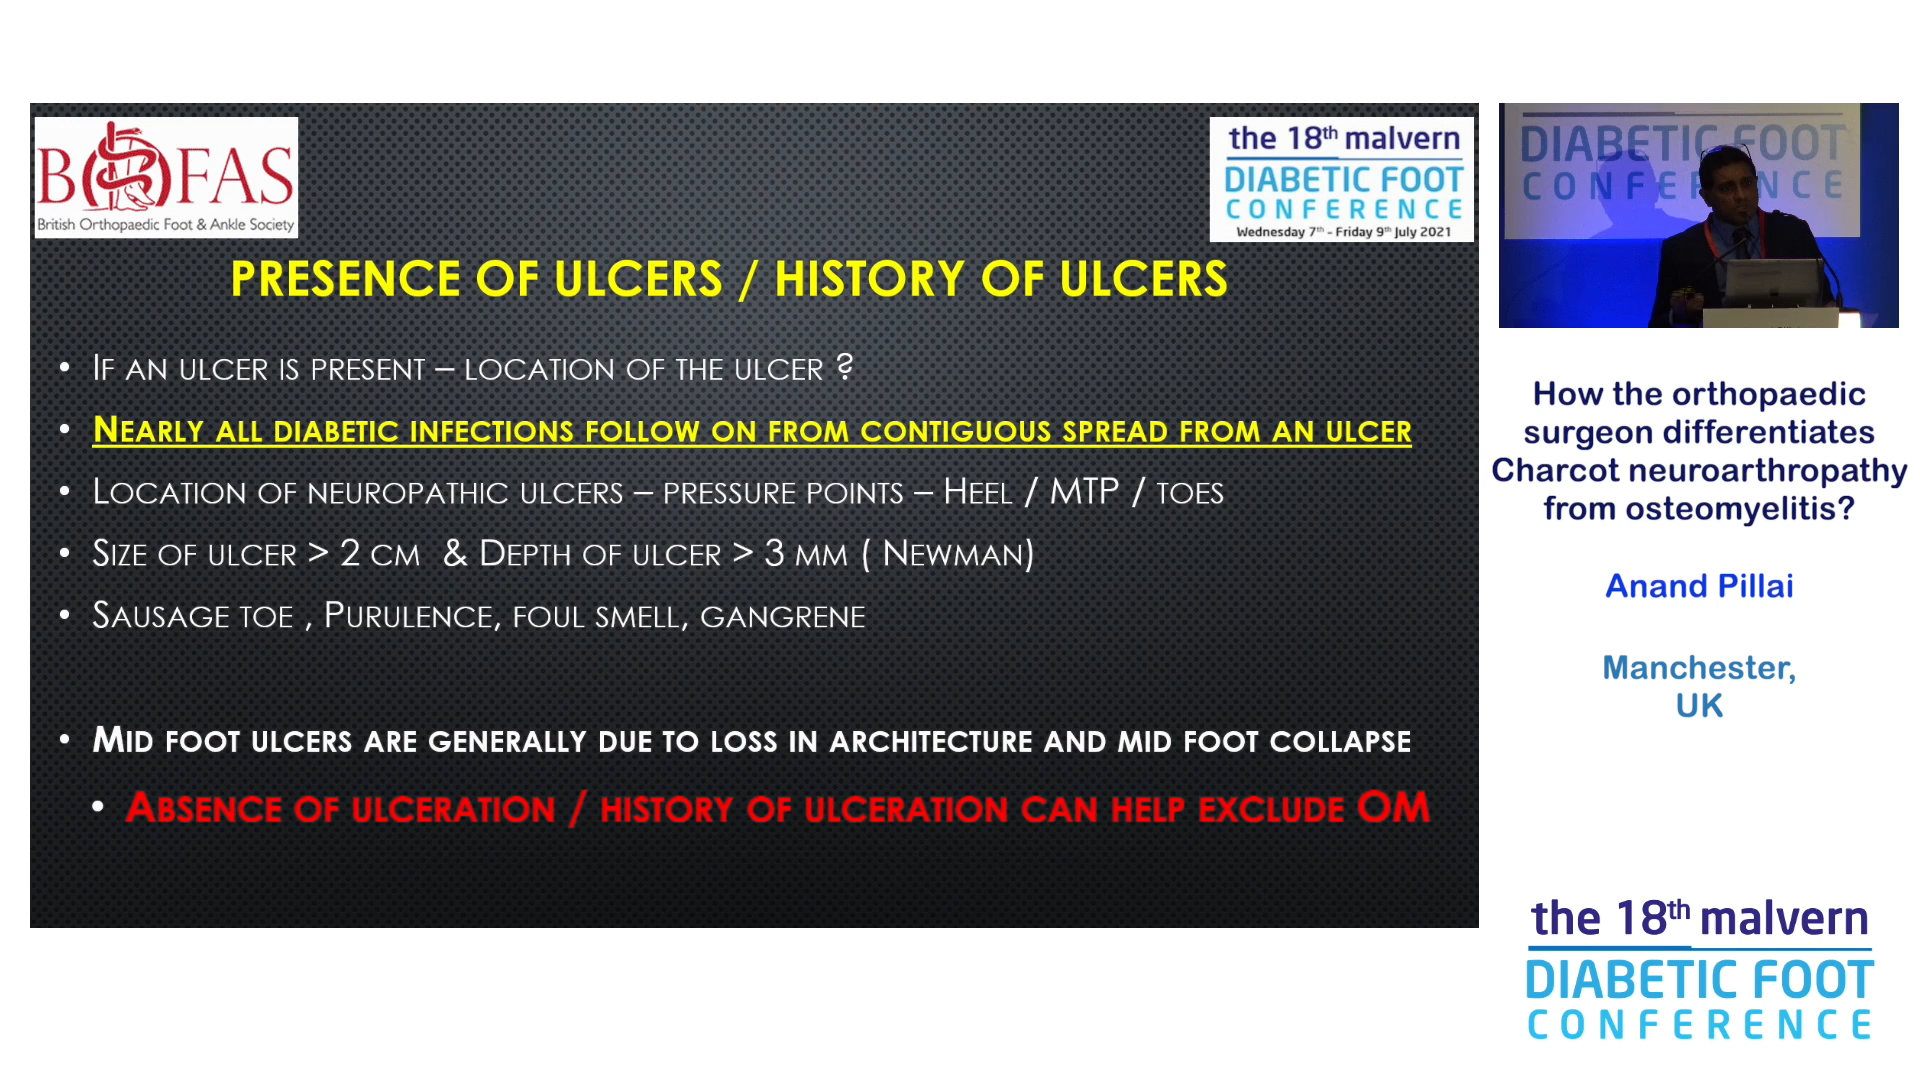 BOFAS
British Orthopaedic Foot & Ankle Society
the 18th malvern
DIABETIC FOOT
CONFERENCE
Wednesday 7th - Friday 9th July 2021
PRESENCE OF ULCERS / HISTORY OF ULCERS
• IF AN ULCER IS PRESENT – LOCATION OF THE ULCER ?
• NEARLY ALL DIABETIC INFECTIONS FOLLOW ON FROM CONTIGUOUS SPREAD FROM AN ULCER
• LOCATION OF NEUROPATHIC ULCERS – PRESSURE POINTS – HEEL / MTP / TOES
• SIZE OF ULCER > 2 CM & DEPTH OF ULCER > 3 MM ( NEWMAN)
• SAUSAGE TOE , PURULENCE, FOUL SMELL, GANGRENE
• MID FOOT ULCERS ARE GENERALLY DUE TO LOSS IN ARCHITECTURE AND MID FOOT COLLAPSE
• ABSENCE OF ULCERATION / HISTORY OF ULCERATION CAN HELP EXCLUDE OM
DIABETIC FOOT
CONFERENCE
How the orthopaedic
surgeon differentiates
Charcot neuroarthropathy
from osteomyelitis?
Anand Pillai
Manchester,
UK
the 18th malvern
DIABETIC FOOT
CONFERENCE